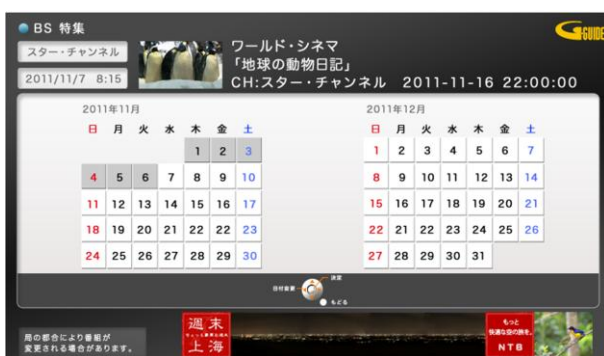 BS 特集
G-GUIDE
スター・チャンネル
2011/11/7 8:15
ワールド・シネマ
「地球の動物日記」
CH:スター・チャンネル 2011-11-16 22:00:00
2011年11月
日 月 火 水 木 金 土
1 2 3
4 5 6 7 8 9 10
11 12 13 14 15 16 17
18 19 20 21 22 22 23
24 25 26 27 28 29 30
2011年12月
日 月 火 水 木 金 土
1 2 3 4 5 6 7
8 9 10 11 12 13 14
15 16 17 18 19 20 21
22 21 22 23 24 25 26
27 28 29 30 31
決定
日付変更
もどる
局の都合により番組が
変更される場合があります。
週末
上海
もっと
快適な空の旅を。
NTB